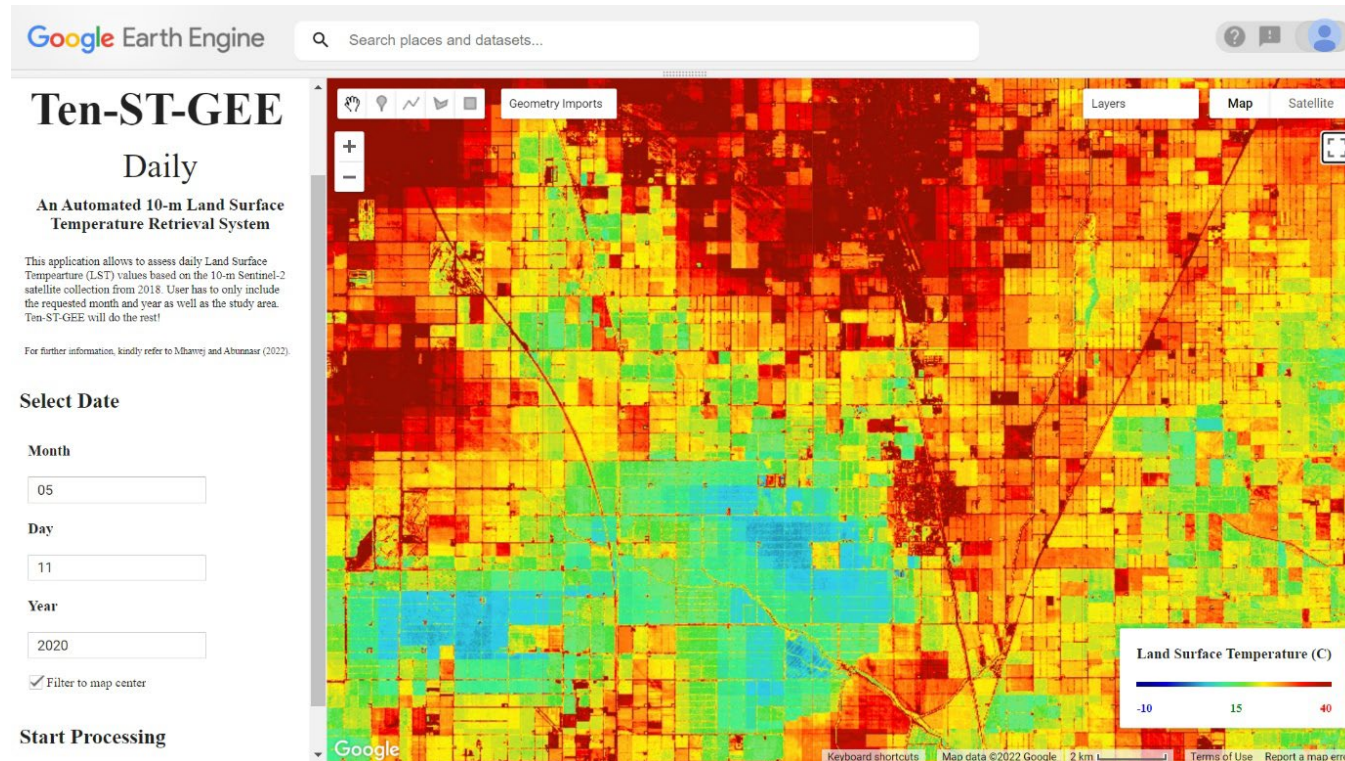 Google Earth Engine
Search places and datasets...
Ten-ST-GEE
Daily
An Automated 10-m Land Surface
Temperature Retrieval System
This application allows to assess daily Land Surface
Tempearture (LST) values based on the 10-m Sentinel-2
satellite collection from 2018. User has to only include
the requested month and year as well as the study area.
Ten-ST-GEE will do the rest!
For further information, kindly refer to Mhawej and Abunnasr (2022).
Select Date
Month
05
Day
11
Year
2020
Filter to map center
Start Processing
Geometry Imports
Layers
Map
Satellite
+
−
Land Surface Temperature (C)
-10
15
40
Google
Keyboard shortcuts
Map data ©2022 Google
2 km
Terms of Use
Report a map erro